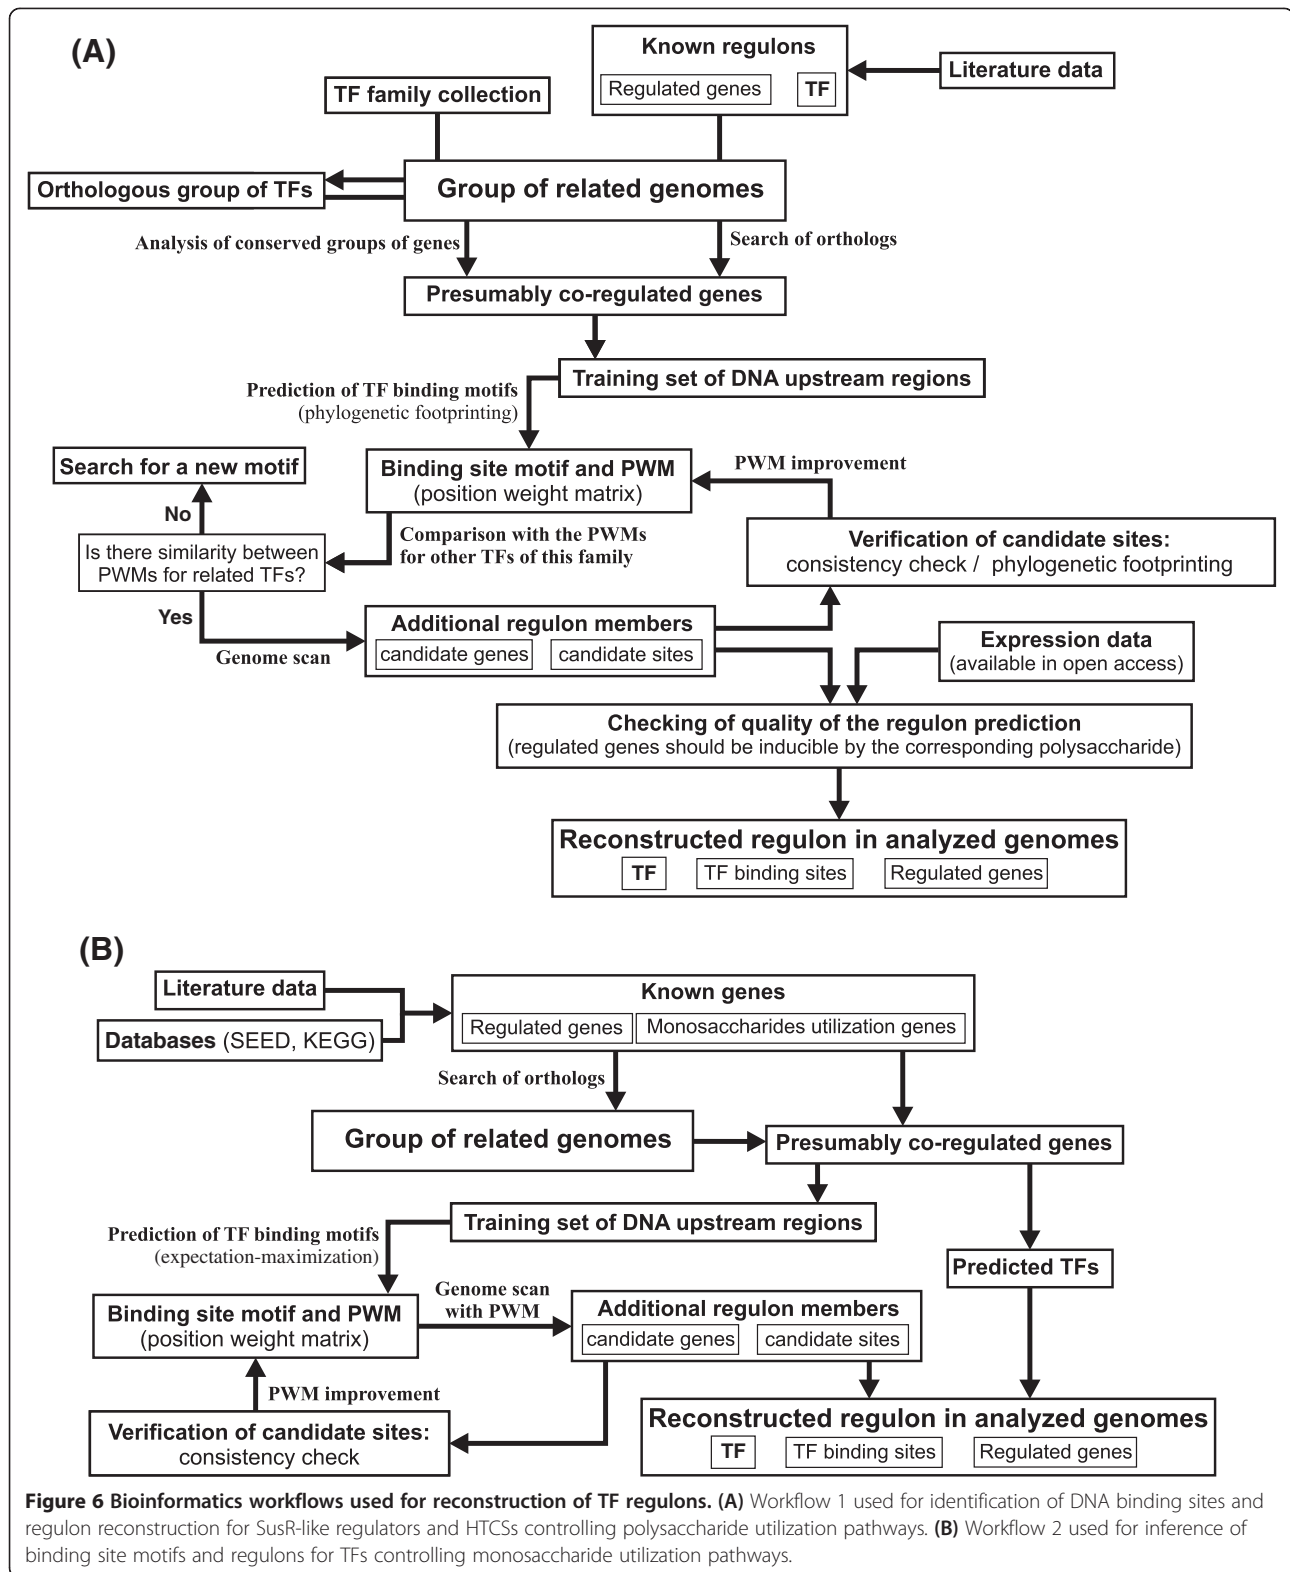 (A)
Known regulons
Regulated genes
TF
Literature data
TF family collection
Orthologous group of TFs
Group of related genomes
Analysis of conserved groups of genes
Search of orthologs
Presumably co-regulated genes
Training set of DNA upstream regions
Prediction of TF binding motifs
(phylogenetic footprinting)
Search for a new motif
Binding site motif and PWM
(position weight matrix)
PWM improvement
No
Comparison with the PWMs
for other TFs of this family
Is there similarity between
PWMs for related TFs?
Verification of candidate sites:
consistency check / phylogenetic footprinting
Yes
Genome scan
Additional regulon members
candidate genes
candidate sites
Expression data
(available in open access)
Checking of quality of the regulon prediction
(regulated genes should be inducible by the corresponding polysaccharide)
Reconstructed regulon in analyzed genomes
TF
TF binding sites
Regulated genes
(B)
Literature data
Databases (SEED, KEGG)
Known genes
Regulated genes
Monosaccharides utilization genes
Search of orthologs
Group of related genomes
Presumably co-regulated genes
Training set of DNA upstream regions
Prediction of TF binding motifs
(expectation-maximization)
Predicted TFs
Binding site motif and PWM
(position weight matrix)
Genome scan
with PWM
Additional regulon members
candidate genes
candidate sites
PWM improvement
Verification of candidate sites:
consistency check
Reconstructed regulon in analyzed genomes
TF
TF binding sites
Regulated genes
Figure 6 Bioinformatics workflows used for reconstruction of TF regulons. (A) Workflow 1 used for identification of DNA binding sites and
regulon reconstruction for SusR-like regulators and HTCSs controlling polysaccharide utilization pathways. (B) Workflow 2 used for inference of
binding site motifs and regulons for TFs controlling monosaccharide utilization pathways.